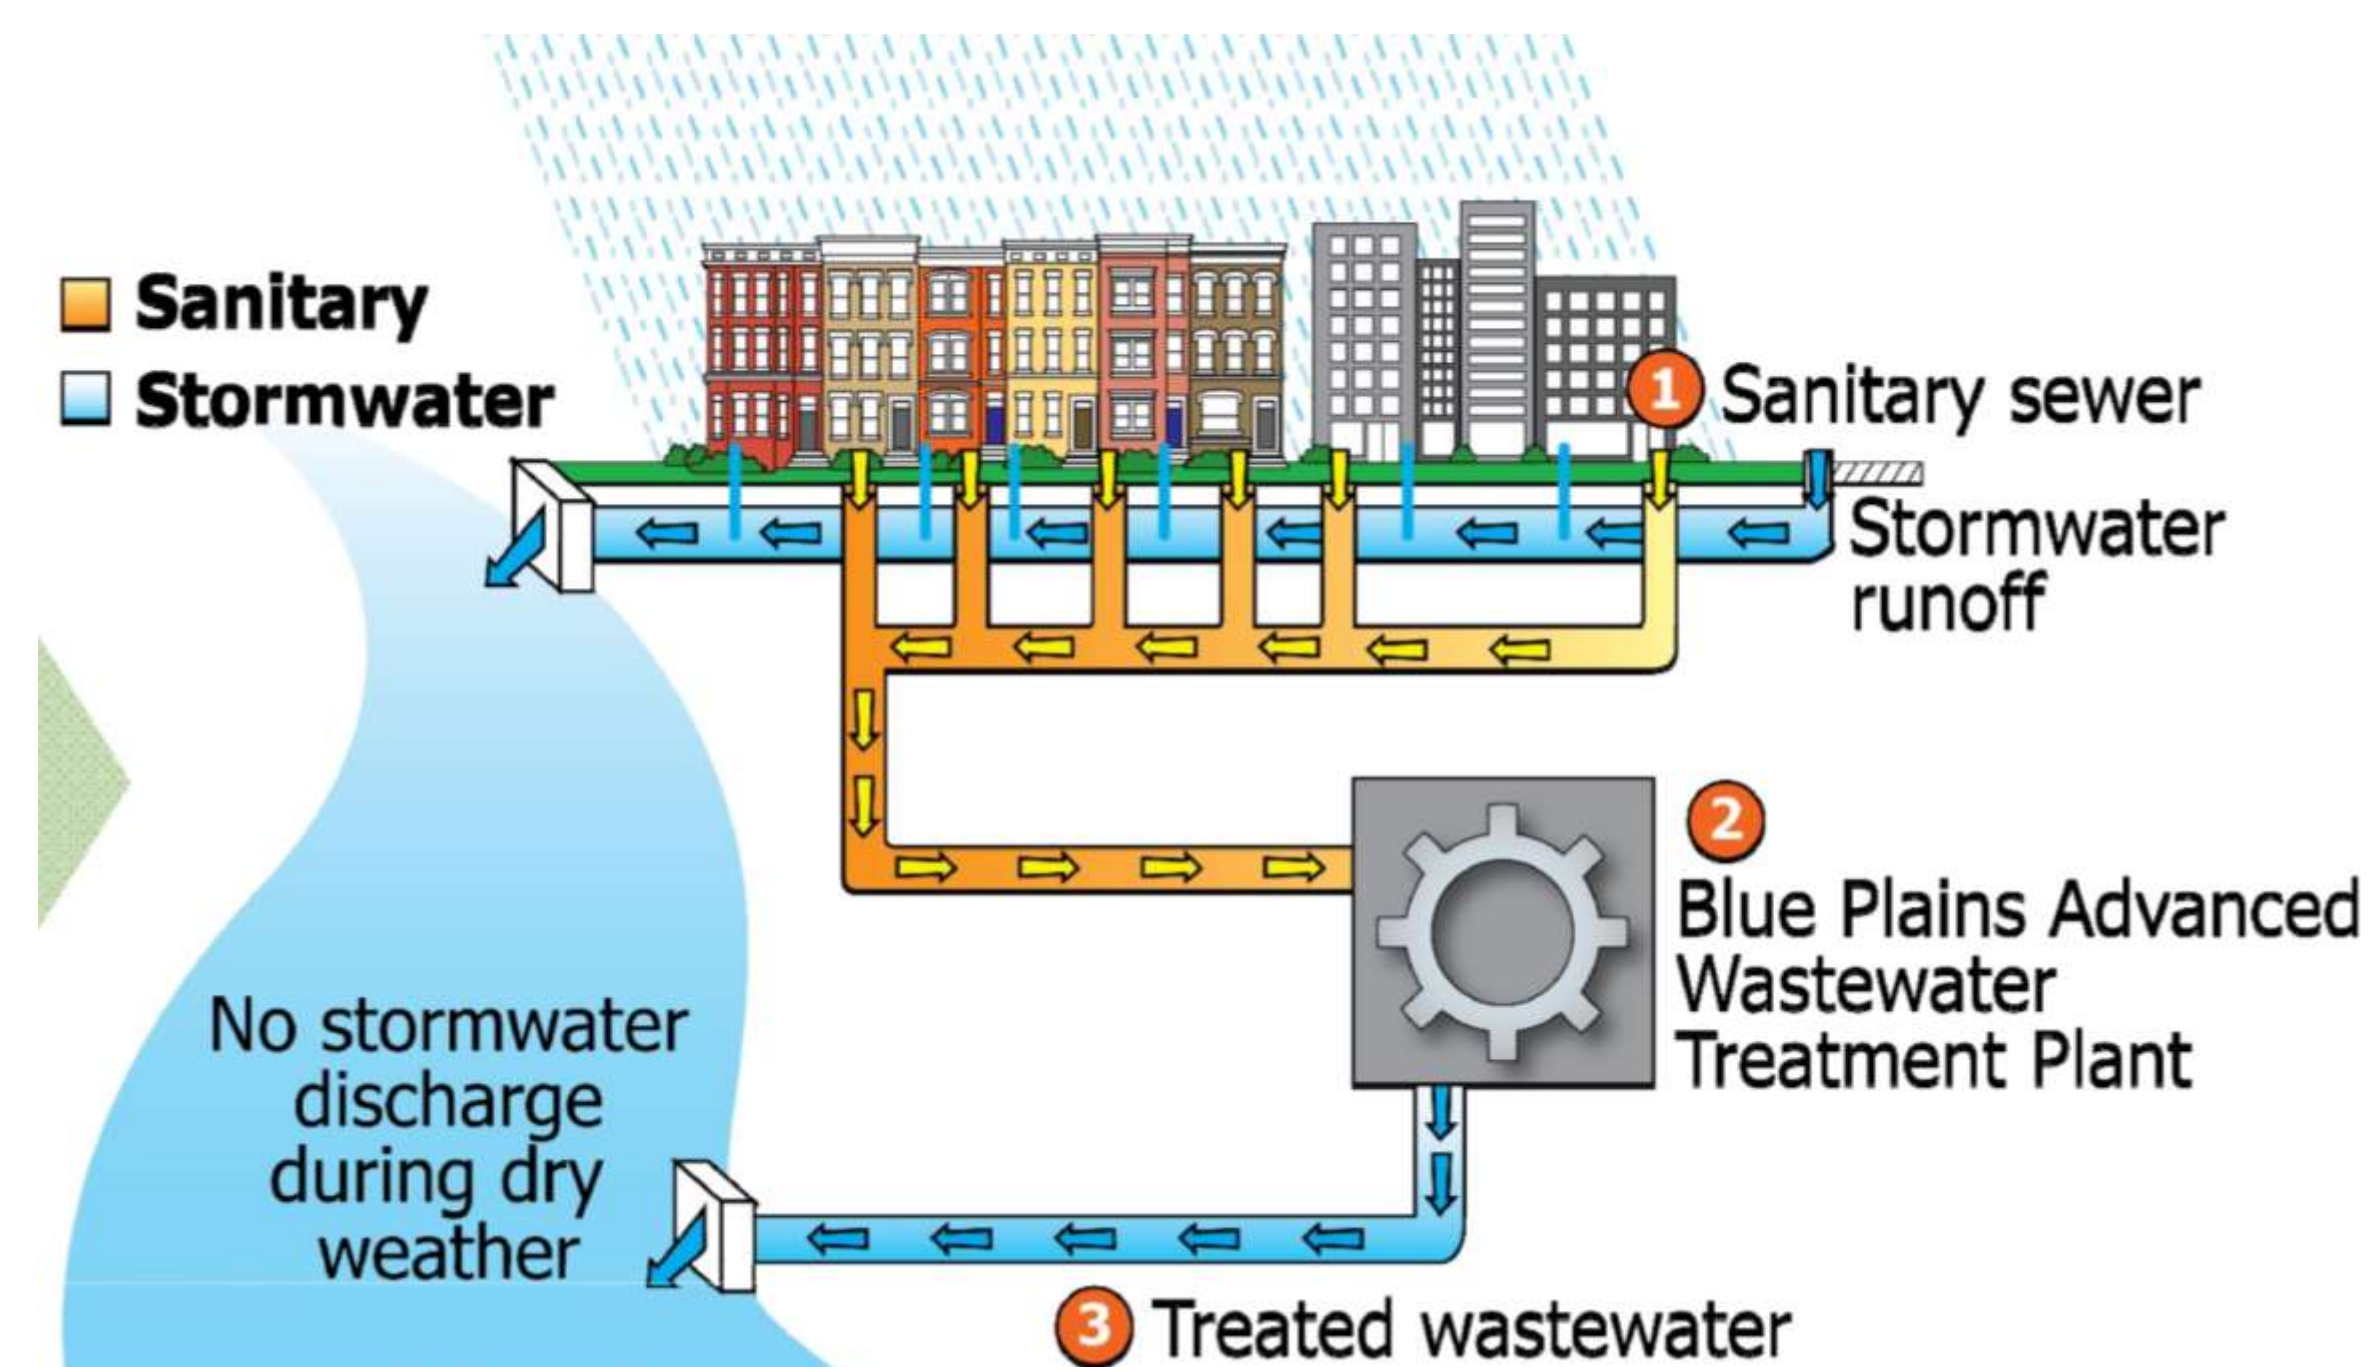 Sanitary
Stormwater
1 Sanitary sewer
Stormwater
runoff
2
Blue Plains Advanced
Wastewater
Treatment Plant
No stormwater
discharge
during dry
weather
3 Treated wastewater